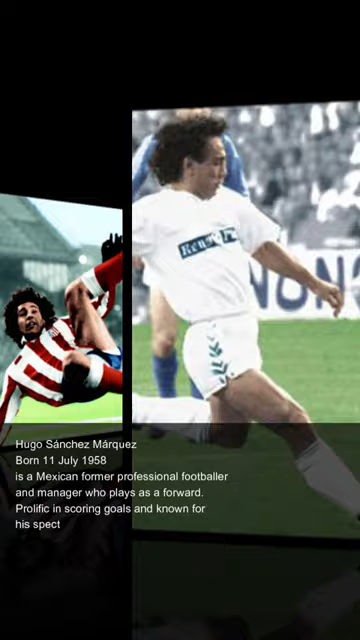 Hugo Sánchez Márquez
Born 11 July 1958
is a Mexican former professional footballer
and manager who plays as a forward.
Prolific in scoring goals and known for
his spect